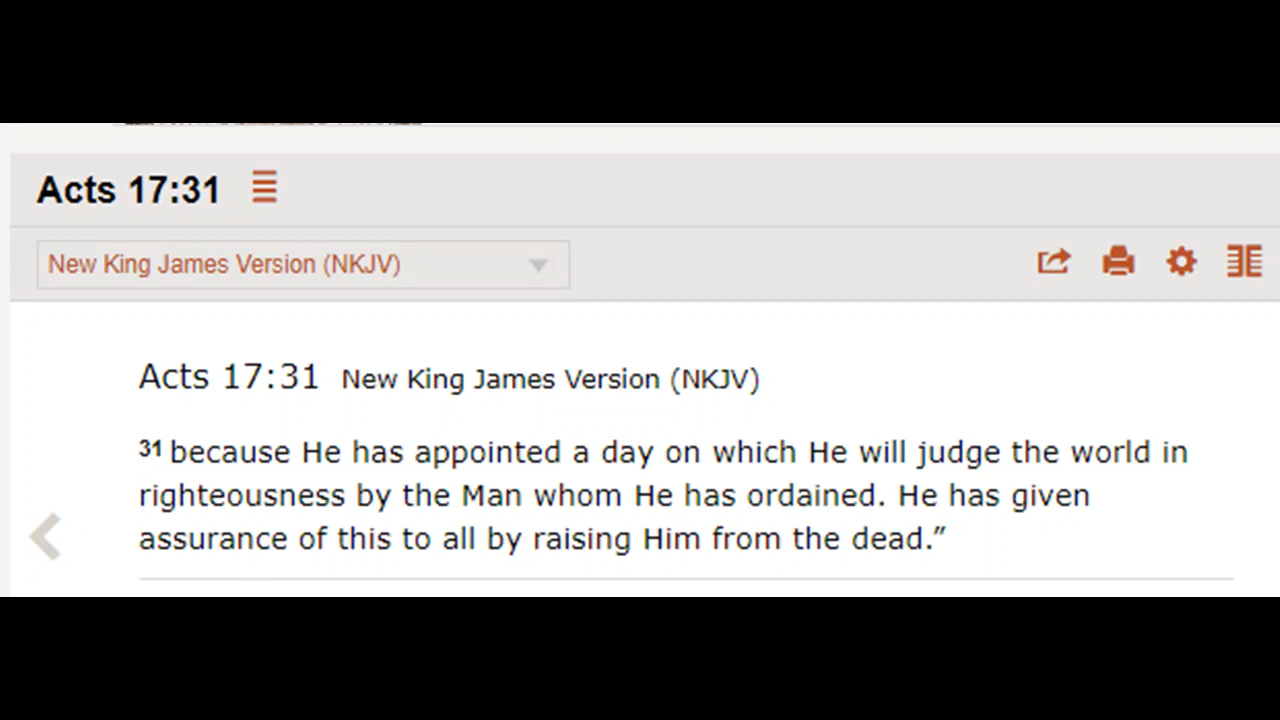 Acts 17:31
New King James Version (NKJV)
Acts 17:31 New King James Version (NKJV)
31 because He has appointed a day on which He will judge the world in
righteousness by the Man whom He has ordained. He has given
assurance of this to all by raising Him from the dead.”